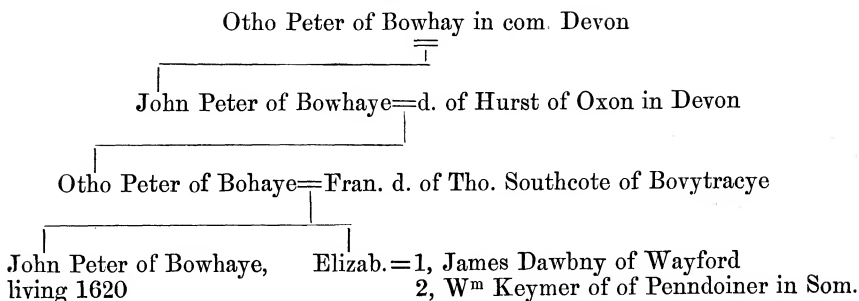 Otho Peter of Bowhay in com. Devon
John Peter of Bowhaye=d. of Hurst of Oxon in Devon
Otho Peter of Bohaye=Fran. d. of Tho. Southcote of Bovytracye
John Peter of Bowhaye, Elizab.=1, James Dawbny of Wayford
living 1620 2, Wᵐ Keymer of of Penndoiner in Som.